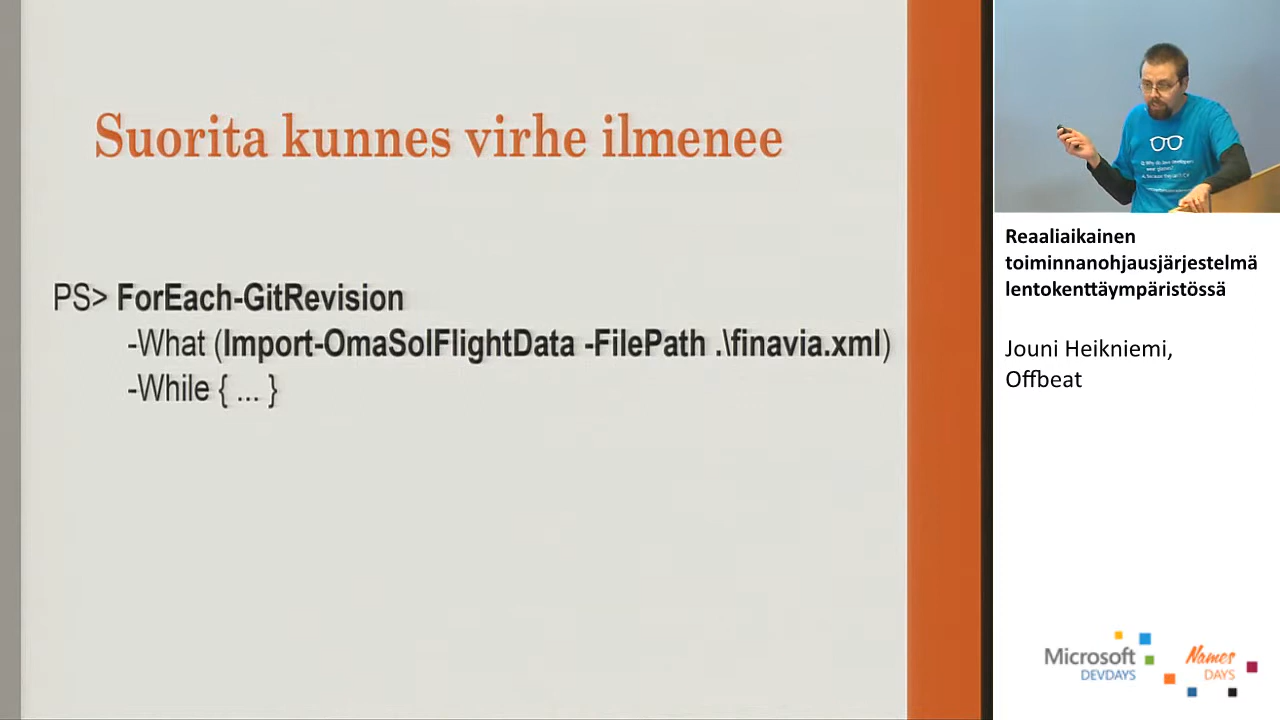 Suorita kunnes virhe ilmenee
PS> ForEach-GitRevision
-What (Import-OmaSolFlightData -FilePath .\finavia.xml)
-While { ... }
Reaaliaikainen
toiminnanohjausjärjestelmä
lentokenttäympäristössä
Jouni Heikniemi,
Offbeat
Microsoft
DEVDAYS
Names
DAYS